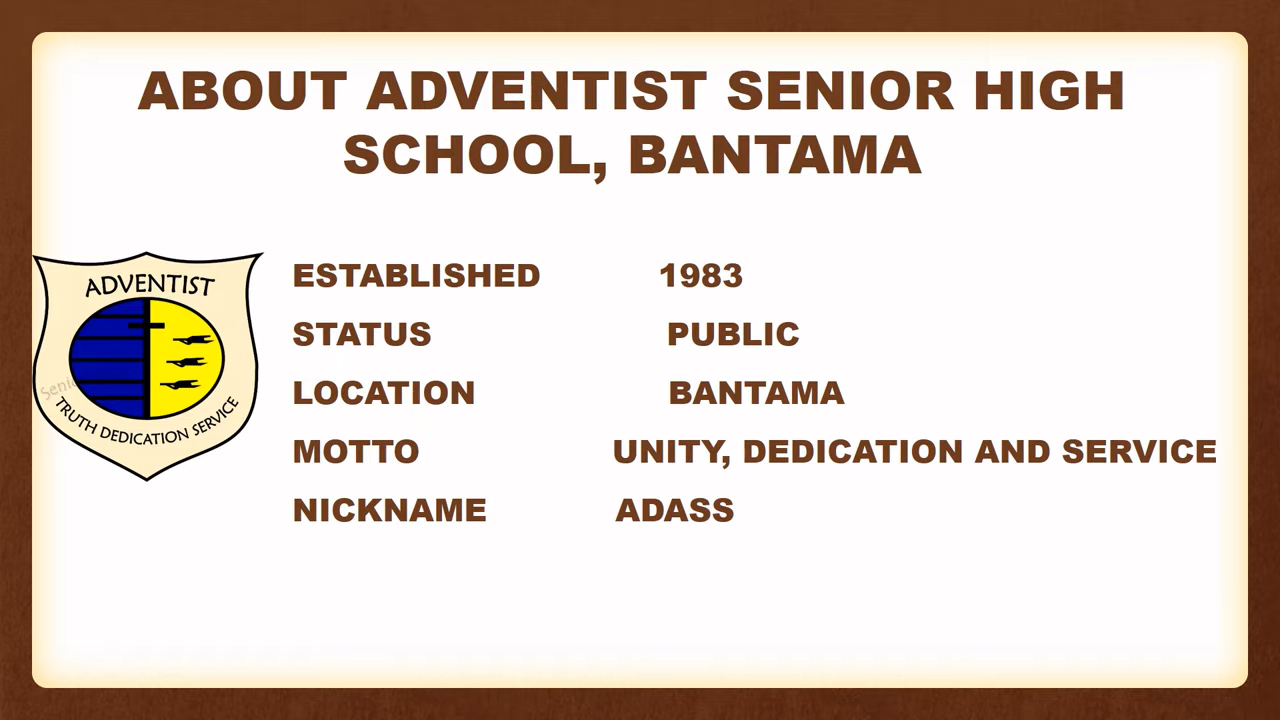 ABOUT ADVENTIST SENIOR HIGH
SCHOOL, BANTAMA
ADVENTIST
TRUTH DEDICATION SERVICE
ESTABLISHED 1983
STATUS PUBLIC
LOCATION BANTAMA
MOTTO UNITY, DEDICATION AND SERVICE
NICKNAME ADASS